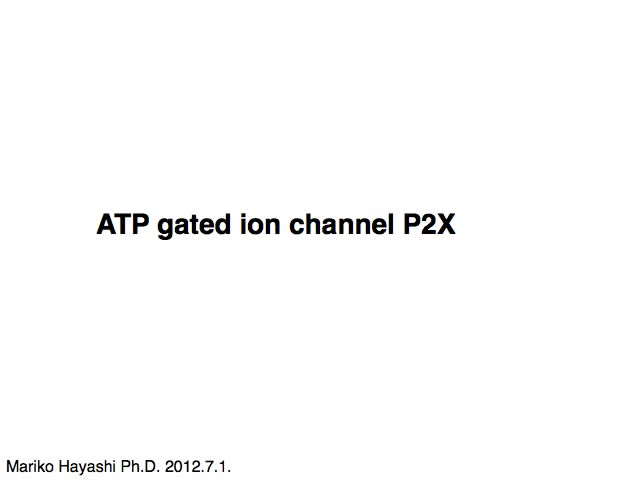 ATP gated ion channel P2X
Mariko Hayashi Ph.D. 2012.7.1.